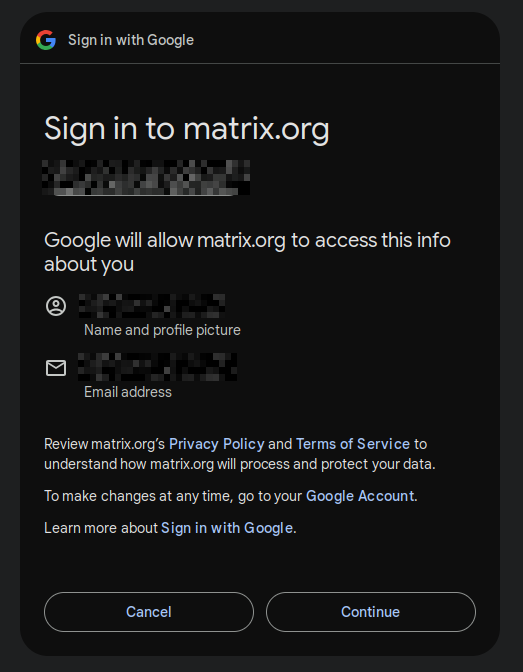 Sign in with Google
Sign in to matrix.org
Google will allow matrix.org to access this info
about you
Name and profile picture
Email address
Review matrix.org’s Privacy Policy and Terms of Service to
understand how matrix.org will process and protect your data.
To make changes at any time, go to your Google Account.
Learn more about Sign in with Google.
Cancel
Continue